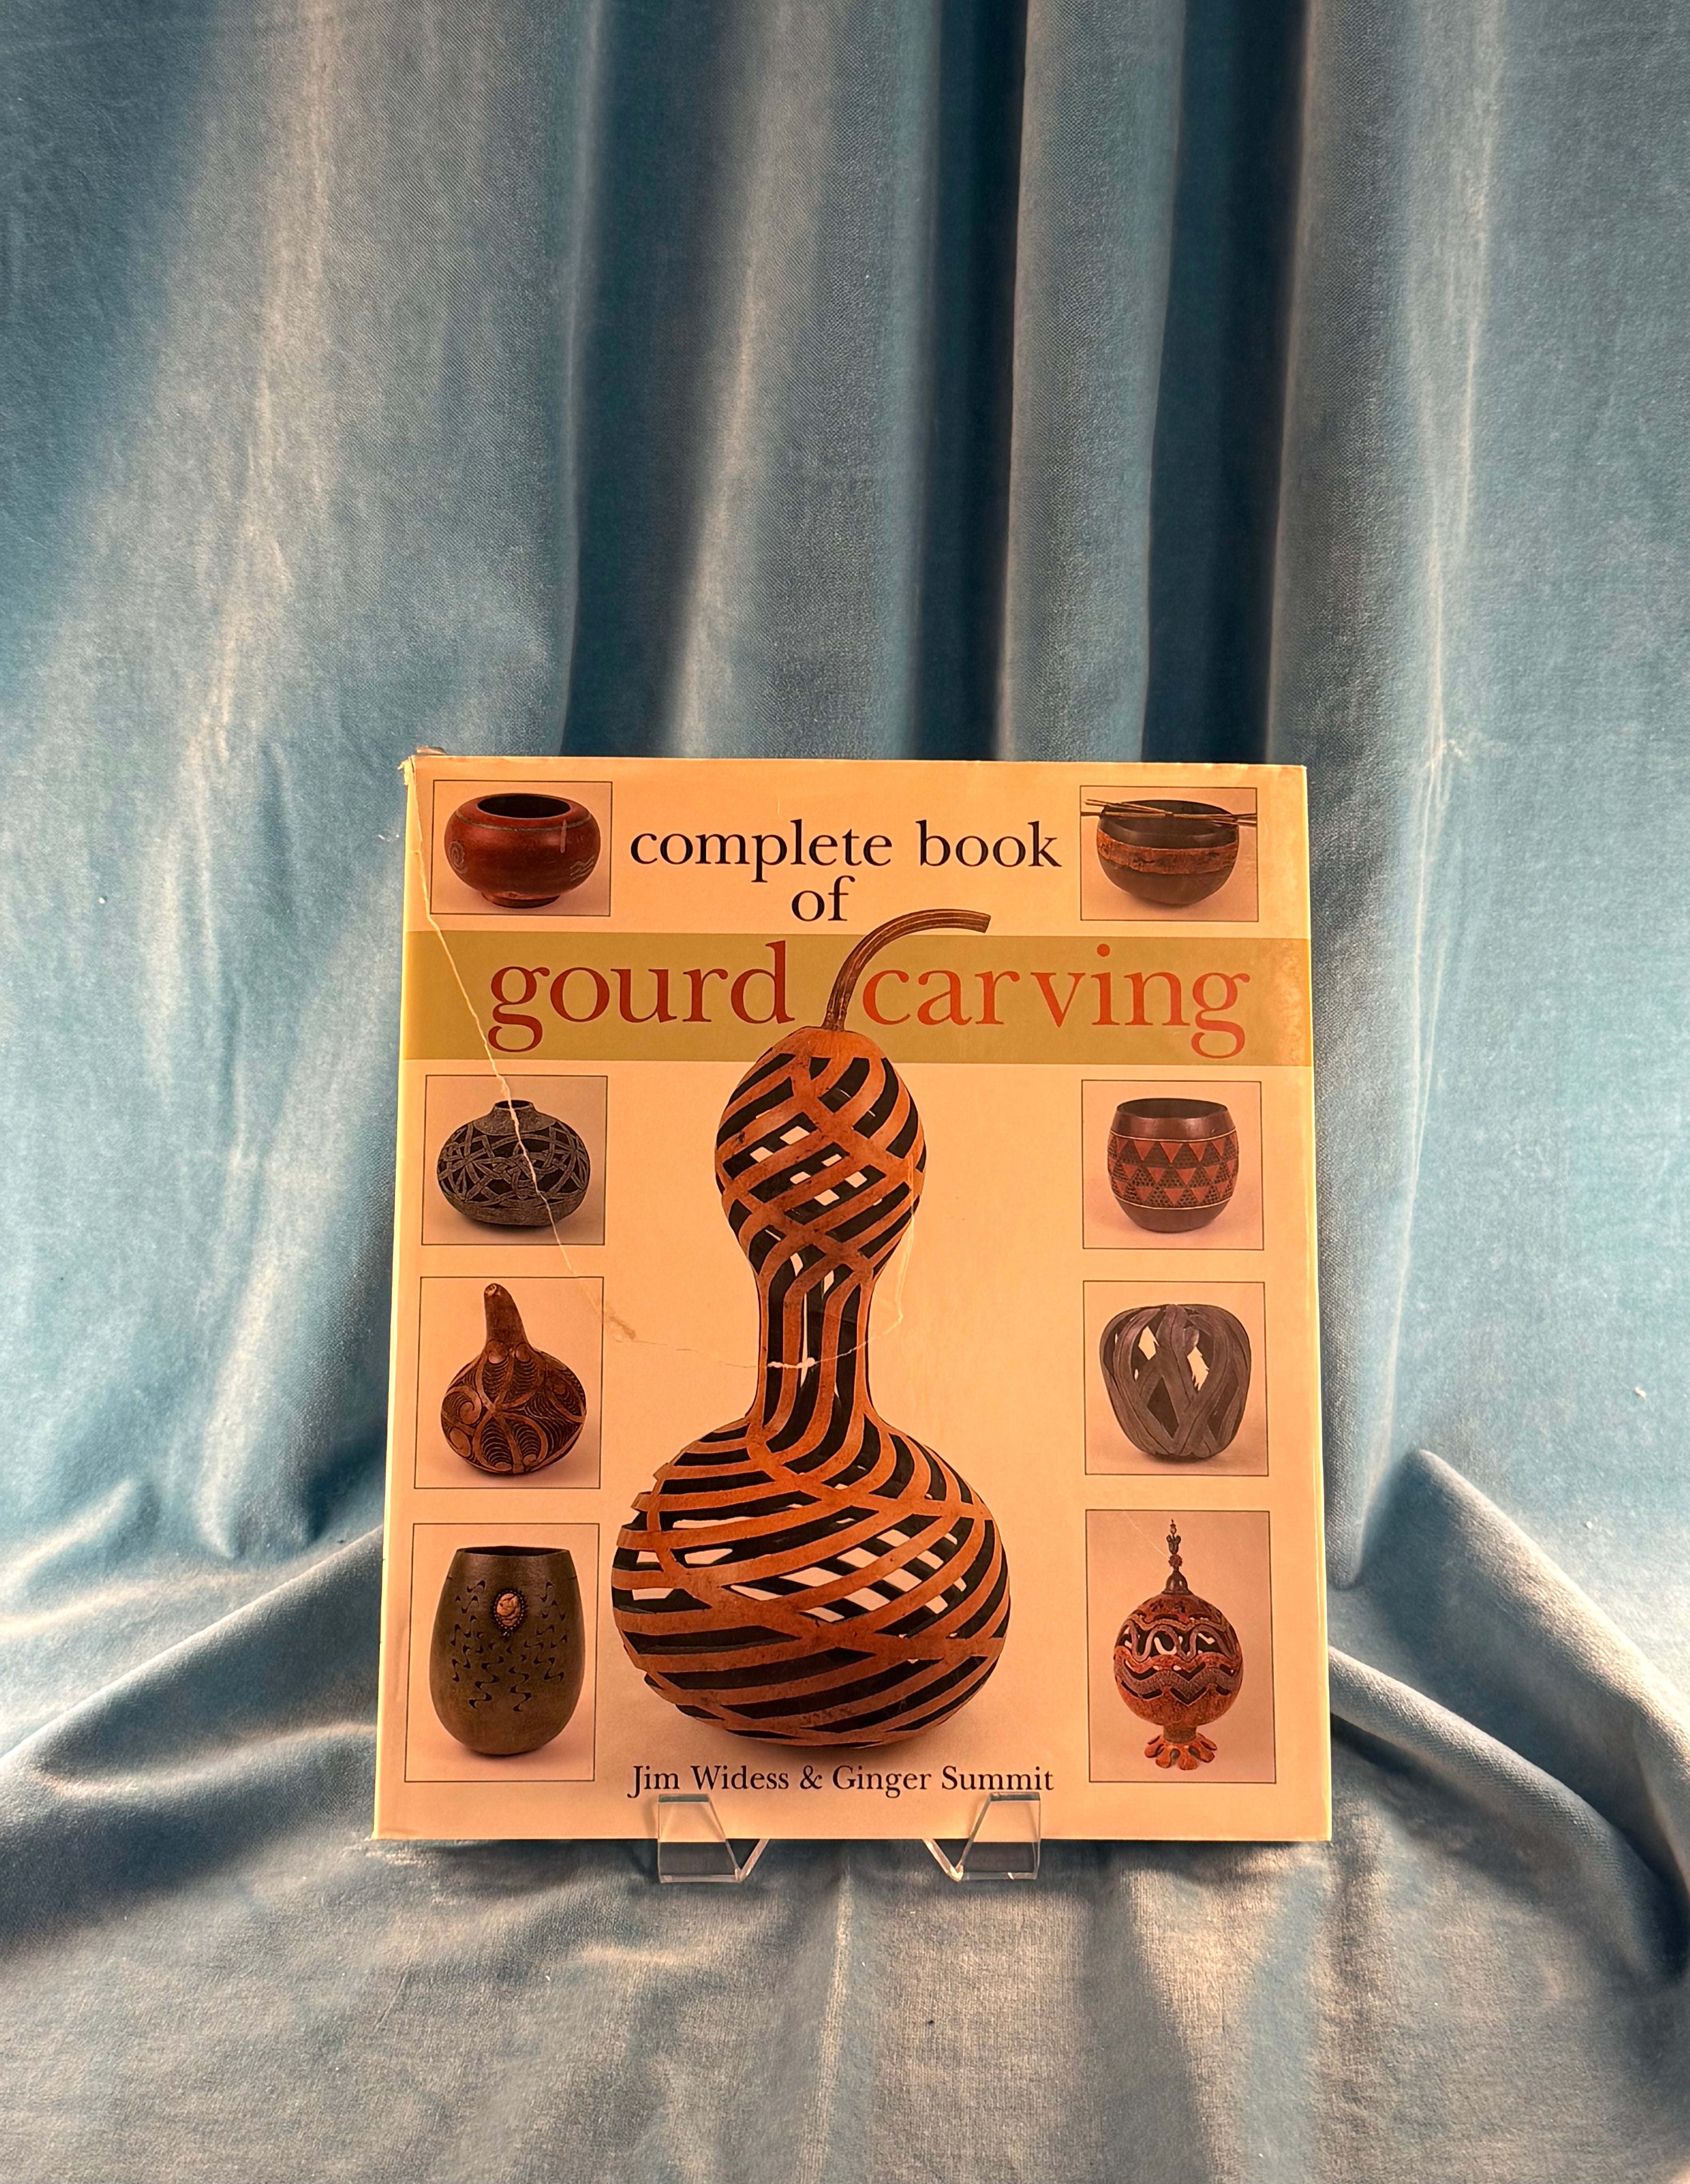 complete book
of
gourd carving
Jim Widess & Ginger Summit